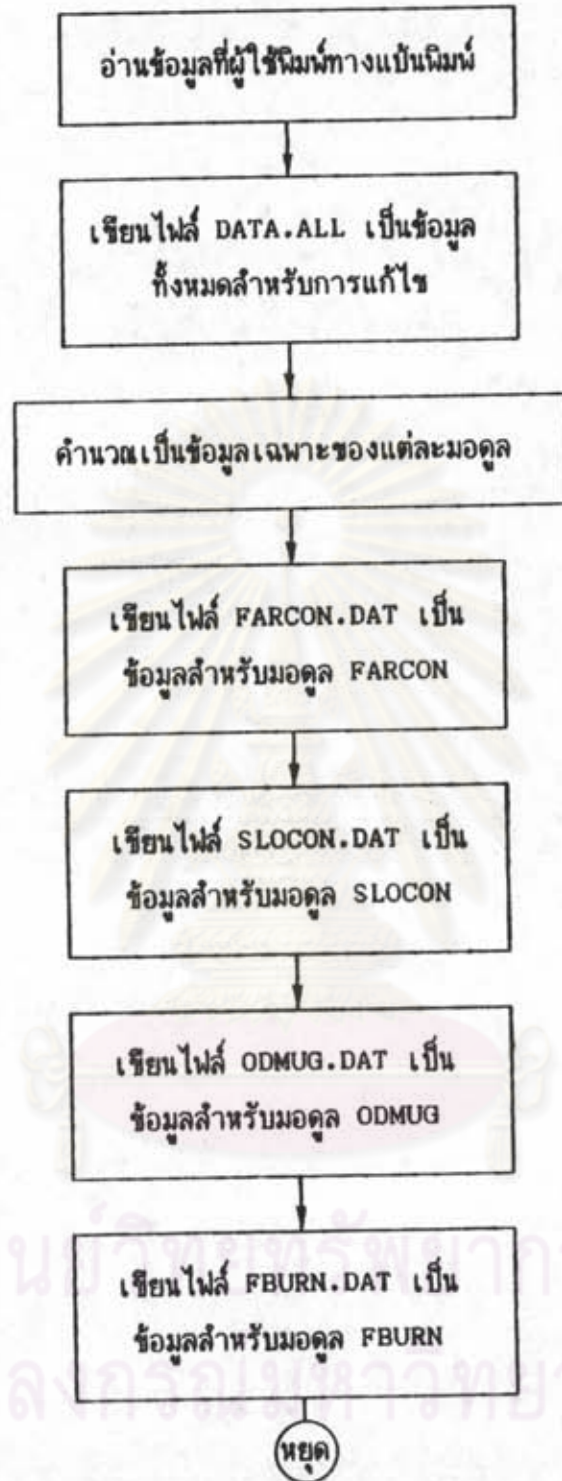 อ่านข้อมูลที่ผู้ใช้พิมพ์ทางแป้นพิมพ์
เขียนไฟล์ DATA.ALL เป็นข้อมูล
ทั้งหมดสำหรับการแก้ไข
คำนวณเป็นข้อมูลเฉพาะของแต่ละมอดูล
เขียนไฟล์ FARCON.DAT เป็น
ข้อมูลสำหรับมอดูล FARCON
เขียนไฟล์ SLOCON.DAT เป็น
ข้อมูลสำหรับมอดูล SLOCON
เขียนไฟล์ ODMUG.DAT เป็น
ข้อมูลสำหรับมอดูล ODMUG
เขียนไฟล์ FBURN.DAT เป็น
ข้อมูลสำหรับมอดูล FBURN
หยุด